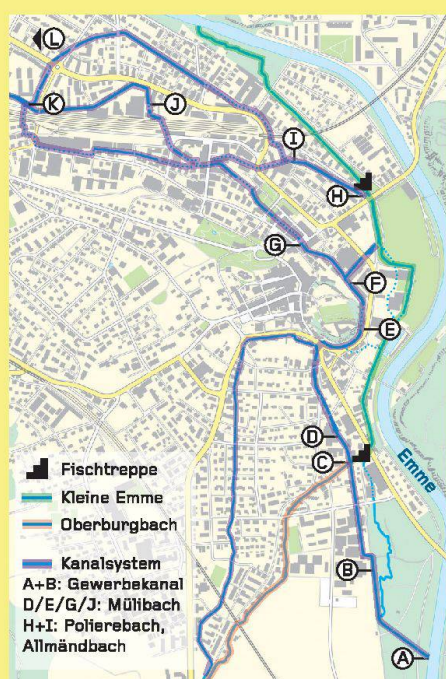 L
K
J
I
H
G
F
E
D
C
Emme
B
A
Fischtreppe
Kleine Emme
Oberburgbach
Kanalsystem
A+B: Gewerbekanal
D/E/G/J: Mülibach
H+I: Polierebach,
Allmändbach